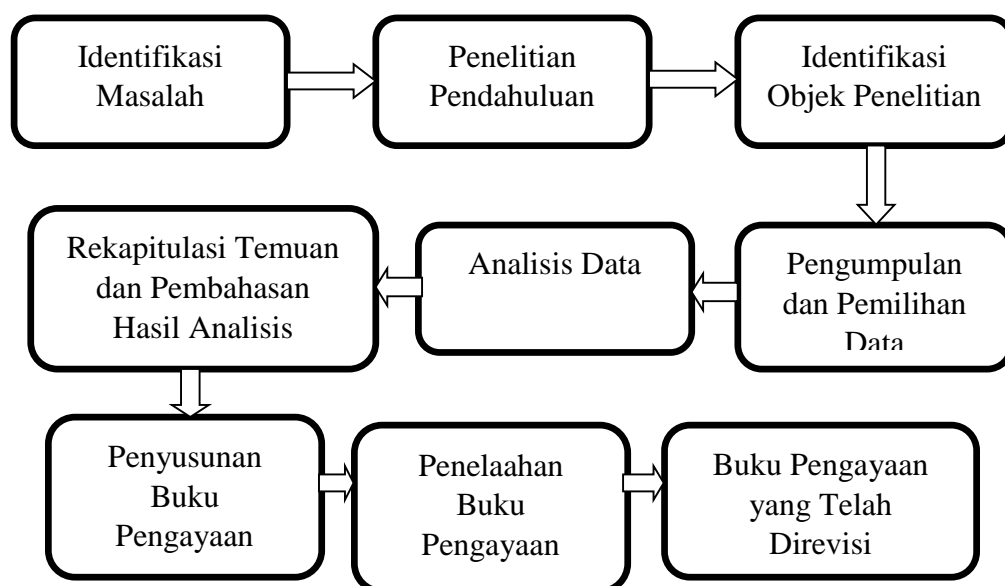 Identifikasi
Masalah
Penelitian
Pendahuluan
Identifikasi
Objek Penelitian
Pengumpulan
dan Pemilihan
Data
Analisis Data
Rekapitulasi Temuan
dan Pembahasan
Hasil Analisis
Penyusunan
Buku
Pengayaan
Penelaahan
Buku
Pengayaan
Buku Pengayaan
yang Telah
Direvisi